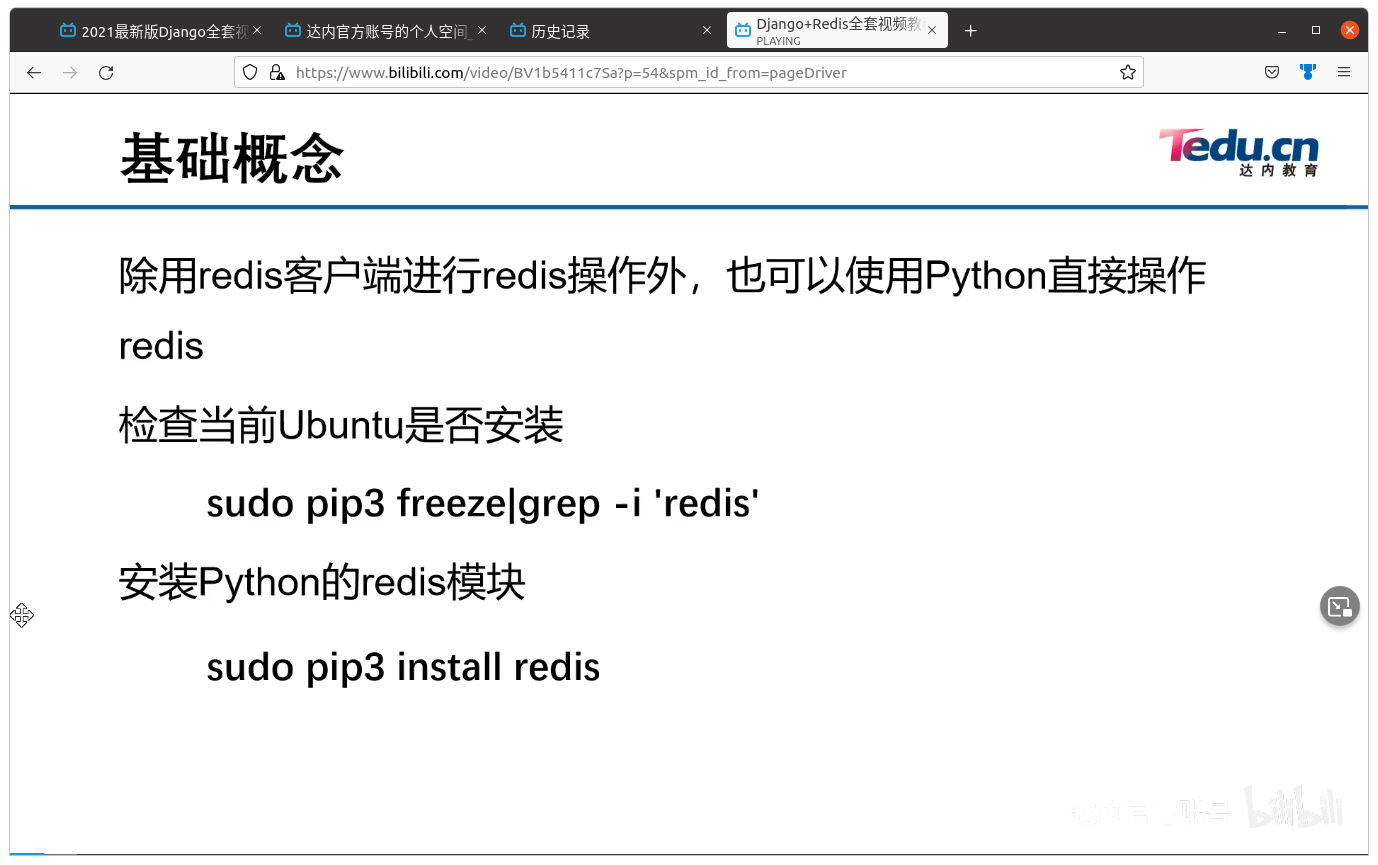 2021最新版Django全套视
达内官方账号的个人空间_
历史记录
Django+Redis全套视频教
PLAYING
https://www.bilibili.com/video/BV1b5411c7Sa?p=54&spm_id_from=pageDriver
基础概念
Tedu.cn
达内教育
除用redis客户端进行redis操作外，也可以使用Python直接操作
redis
检查当前Ubuntu是否安装
sudo pip3 freeze|grep -i 'redis'
安装Python的redis模块
sudo pip3 install redis
达内官方账号 bilibili